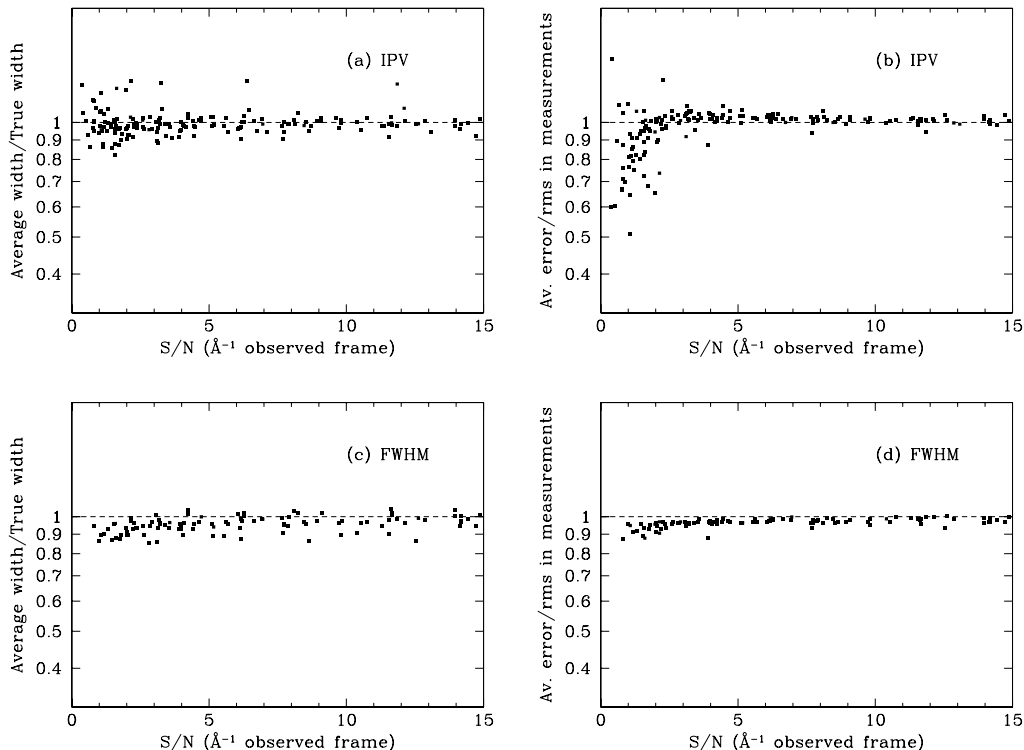 (a) IPV
Average width/True width
1
0.9
0.8
0.7
0.6
0.5
0.4
0 5 10 15
S/N (Å⁻¹ observed frame)
(b) IPV
Av. error/rms in measurements
1
0.9
0.8
0.7
0.6
0.5
0.4
0 5 10 15
S/N (Å⁻¹ observed frame)
(c) FWHM
Average width/True width
1
0.9
0.8
0.7
0.6
0.5
0.4
0 5 10 15
S/N (Å⁻¹ observed frame)
(d) FWHM
Av. error/rms in measurements
1
0.9
0.8
0.7
0.6
0.5
0.4
0 5 10 15
S/N (Å⁻¹ observed frame)